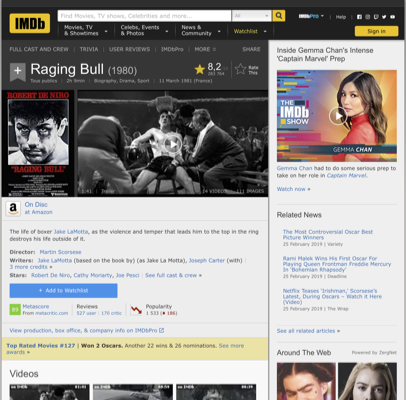 IMDb
Find Movies, TV shows, Celebrities and more...
All
IMDbPro
Help
Movies, TV & Showtimes
Celebs, Events & Photos
News & Community
Watchlist
Sign in
FULL CAST AND CREW | TRIVIA | USER REVIEWS | IMDbPro | MORE
SHARE
Raging Bull (1980)
8,2
Rate This
Tous publics | 2h 9min | Biography, Drama, Sport | 11 March 1981 (France)
ROBERT DE NIRO
"RAGING BULL"
1:41 | Trailer
4 VIDEOS | 111 IMAGES
On Disc
at Amazon
The life of boxer Jake LaMotta, as the violence and temper that leads him to the top in the ring
destroys his life outside of it.
Director: Martin Scorsese
Writers: Jake LaMotta (based on the book by) (as Jake La Motta), Joseph Carter (with) |
3 more credits »
Stars: Robert De Niro, Cathy Moriarty, Joe Pesci | See full cast & crew »
+ Add to Watchlist
Metascore
From metacritic.com
Reviews
527 user | 170 critic
Popularity
1 533 (186)
View production, box office, & company info on IMDbPro
Top Rated Movies #127 | Won 2 Oscars. Another 22 wins & 26 nominations. See more
awards »
Videos
Inside Gemma Chan's Intense
'Captain Marvel' Prep
THE IMDb SHOW
GEMMA CHAN
Gemma Chan had to do some serious prep
to take on her role in Captain Marvel.
Watch now »
Related News
The Most Controversial Oscar Best
Picture Winners
25 February 2019 | Variety
Rami Malek Wins His First Oscar For
Playing Queen Frontman Freddie Mercury
In 'Bohemian Rhapsody'
25 February 2019 | Deadline
Netflix Teases 'Irishman,' Scorsese's
Latest, During Oscars – Watch It Here
(Video)
25 February 2019 | The Wrap
See all related articles »
Around The Web
Powered by ZergNet